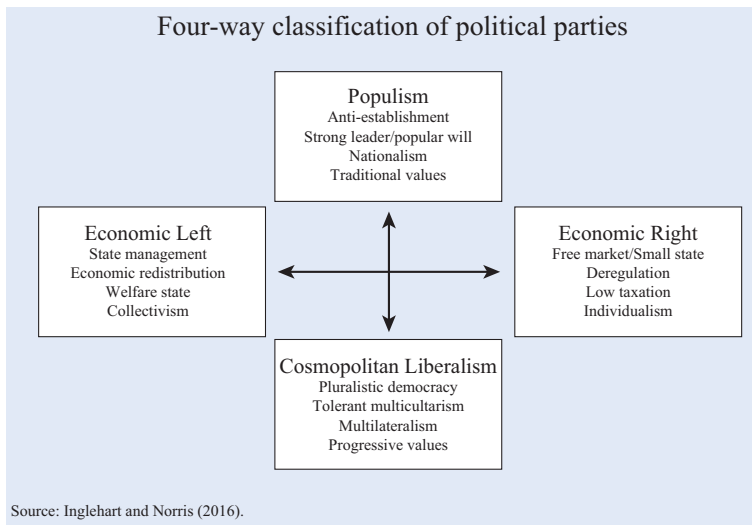 Four-way classification of political parties
Populism
Anti-establishment
Strong leader/popular will
Nationalism
Traditional values
Economic Left
State management
Economic redistribution
Welfare state
Collectivism
Economic Right
Free market/Small state
Deregulation
Low taxation
Individualism
Cosmopolitan Liberalism
Pluralistic democracy
Tolerant multicultarism
Multilateralism
Progressive values
Source: Inglehart and Norris (2016).